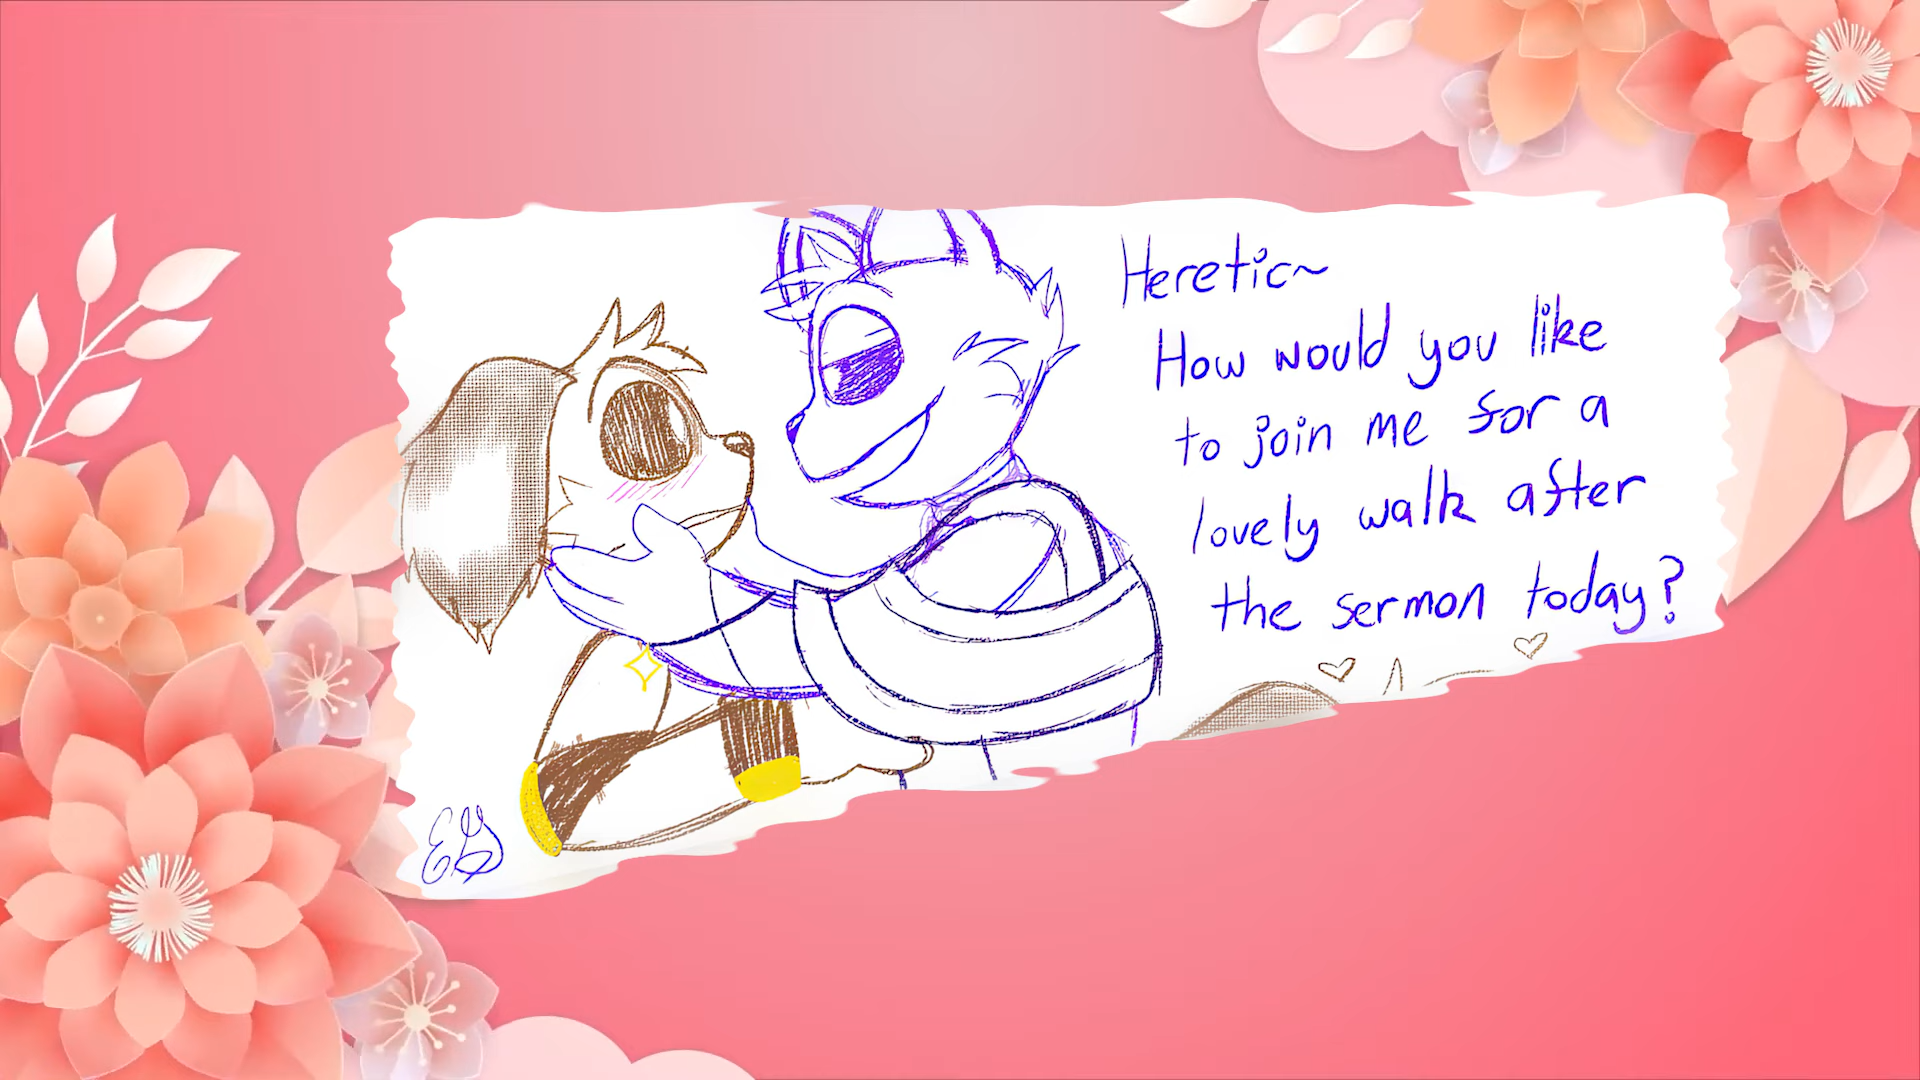 Heretic~
How would you like
to join me for a
lovely walk after
the sermon today?